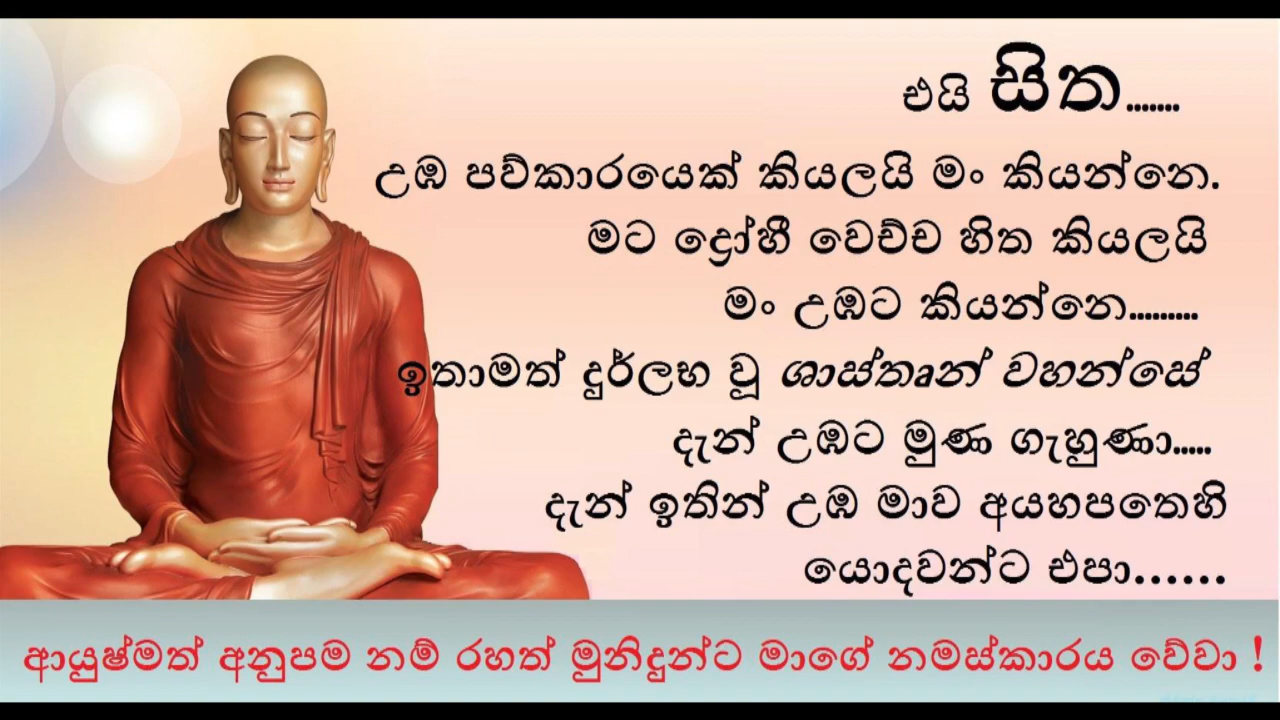 එයි සිත.......
උඹ පව්කාරයෙක් කියලයි මං කියන්නෙ.
මට ද්‍රෝහී වෙච්ච හිත කියලයි
මං උඹට කියන්නෙ.........
ඉතාමත් දුර්ලභ වූ ශාස්තෘන් වහන්සේ
දැන් උඹට මුණ ගැහුණා.....
දැන් ඉතින් උඹ මාව අයහපතෙහි
යොදවන්ට එපා......
ආයුෂ්මත් අනුපම නම් රහත් මුනිදුන්ට මාගේ නමස්කාරය වේවා !